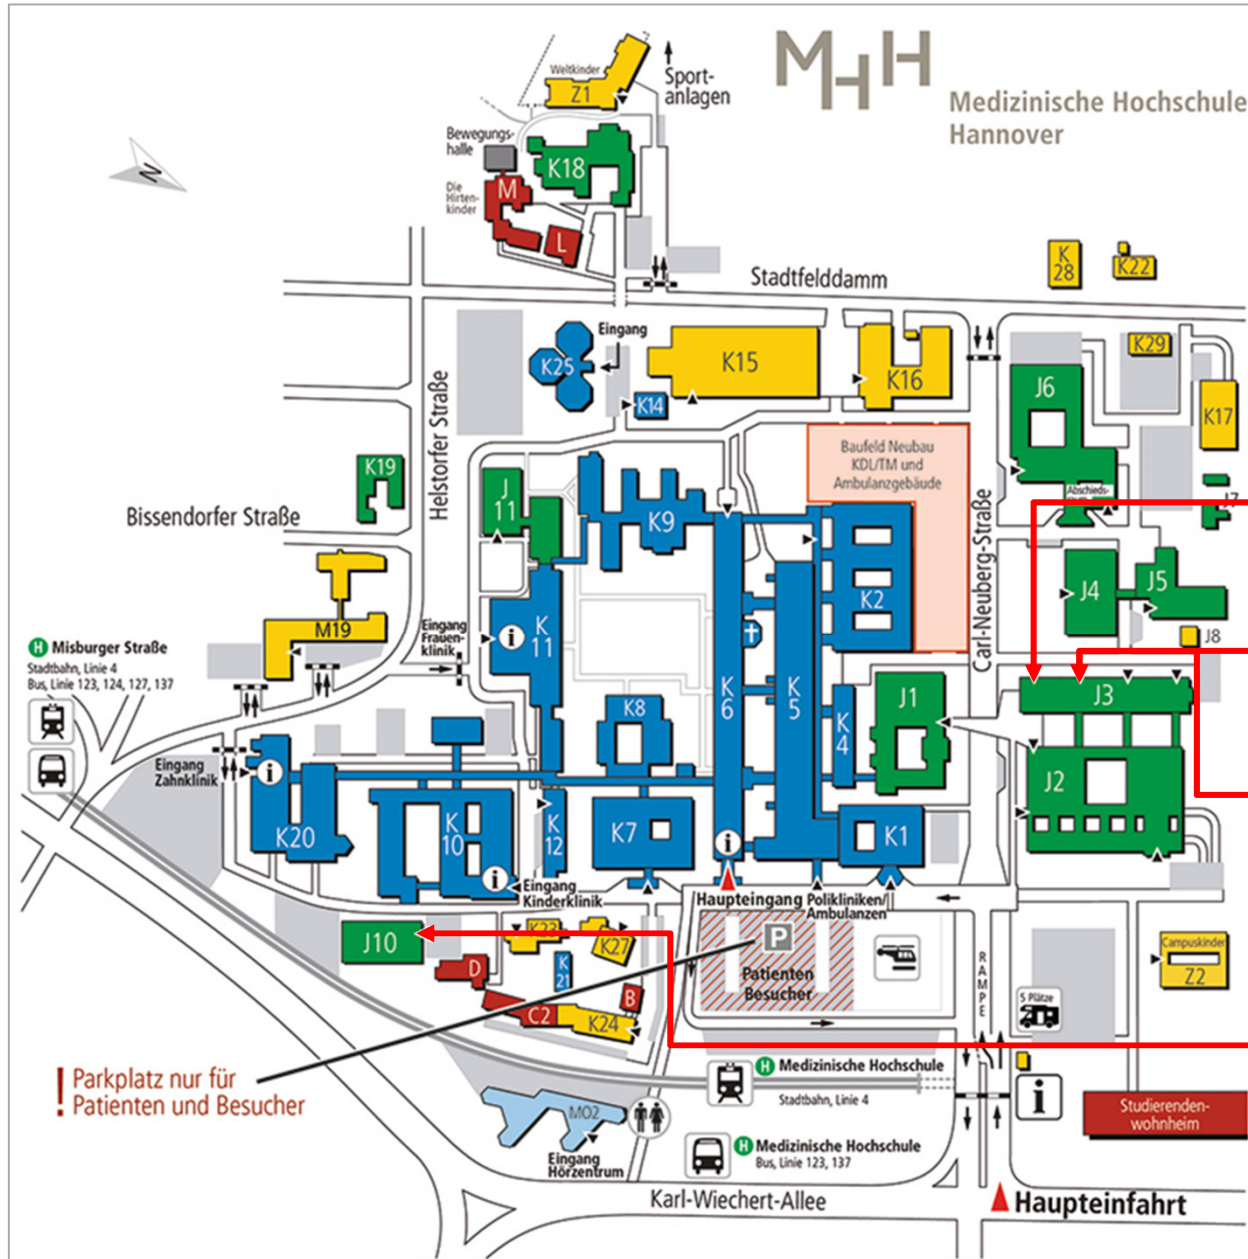 MHH
Medizinische Hochschule
Hannover
Weltkinder
Z1
Sport-
anlagen
Bewegungs-
halle
K18
Die
Hirten-
kinder
M
L
N
K
28
K22
Stadtfelddamm
Eingang
K25
K14
K15
K16
K29
J6
K17
Helstorfer Straße
K19
J
11
K9
Baufeld Neubau
KDL/TM und
Ambulanzgebäude
Carl-Neuberg-Straße
Abschieds-
J7
Bissendorfer Straße
K2
J4
J5
J8
M19
Eingang
Frauen-
klinik
i
K
11
K
6
K
5
K
4
K8
J1
J3
J2
H Misburger Straße
Stadtbahn, Linie 4
Bus, Linie 123, 124, 127, 137
Eingang
Zahnklinik
i
K20
K
10
K
12
K7
i
K1
i
Eingang
Kinderklinik
Haupteingang
Polikliniken/
Ambulanzen
J10
K23
K27
K
21
D
B
C2
K24
P
Patienten
Besucher
RAMPE
5 Plätze
Campuskinder
Z2
! Parkplatz nur für
Patienten und Besucher
MO2
Eingang
Hörzentrum
H Medizinische Hochschule
Stadtbahn, Linie 4
H Medizinische Hochschule
Bus, Linie 123, 137
i
Studierenden-
wohnheim
Karl-Wiechert-Allee
Haupteinfahrt